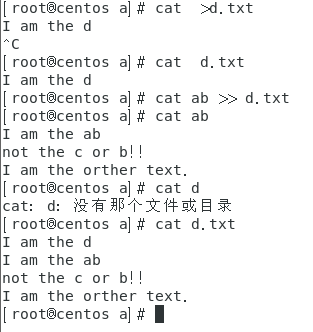 [root@centos a]# cat  >d.txt
I am the d
^C
[root@centos a]# cat  d.txt
I am the d
[root@centos a]# cat ab >> d.txt
[root@centos a]# cat ab
I am the ab
not the c or b!!
I am the orther text.
[root@centos a]# cat d
cat: d: 没有那个文件或目录
[root@centos a]# cat d.txt
I am the d
I am the ab
not the c or b!!
I am the orther text.
[root@centos a]#